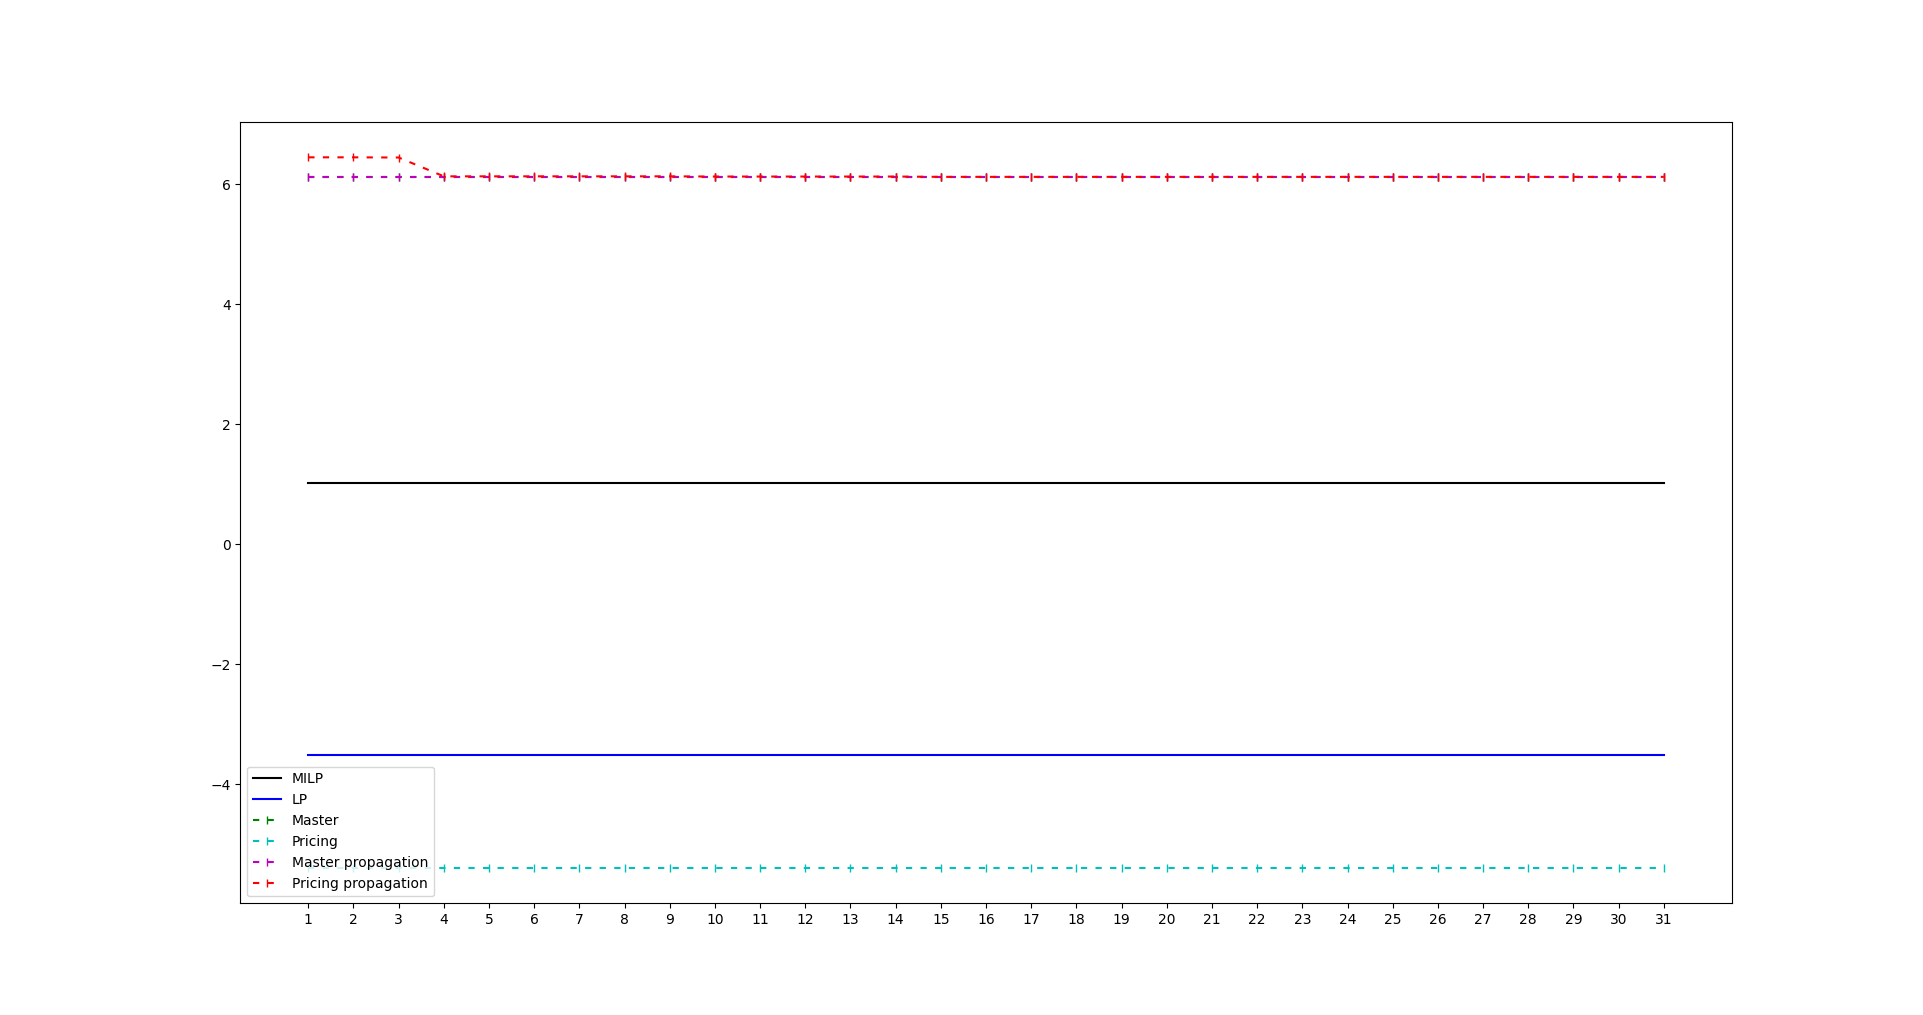 6
4
2
0
−2
−4
MILP
LP
Master
Pricing
Master propagation
Pricing propagation
1 2 3 4 5 6 7 8 9 10 11 12 13 14 15 16 17 18 19 20 21 22 23 24 25 26 27 28 29 30 31